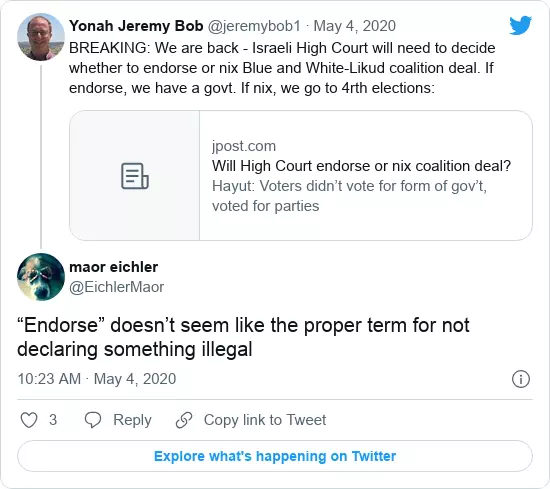 Yonah Jeremy Bob @jeremybob1 · May 4, 2020
BREAKING: We are back - Israeli High Court will need to decide
whether to endorse or nix Blue and White-Likud coalition deal. If
endorse, we have a govt. If nix, we go to 4rth elections:
jpost.com
Will High Court endorse or nix coalition deal?
Hayut: Voters didn’t vote for form of gov’t,
voted for parties
maor eichler
@EichlerMaor
“Endorse” doesn’t seem like the proper term for not
declaring something illegal
10:23 AM · May 4, 2020
3 Reply Copy link to Tweet
Explore what's happening on Twitter